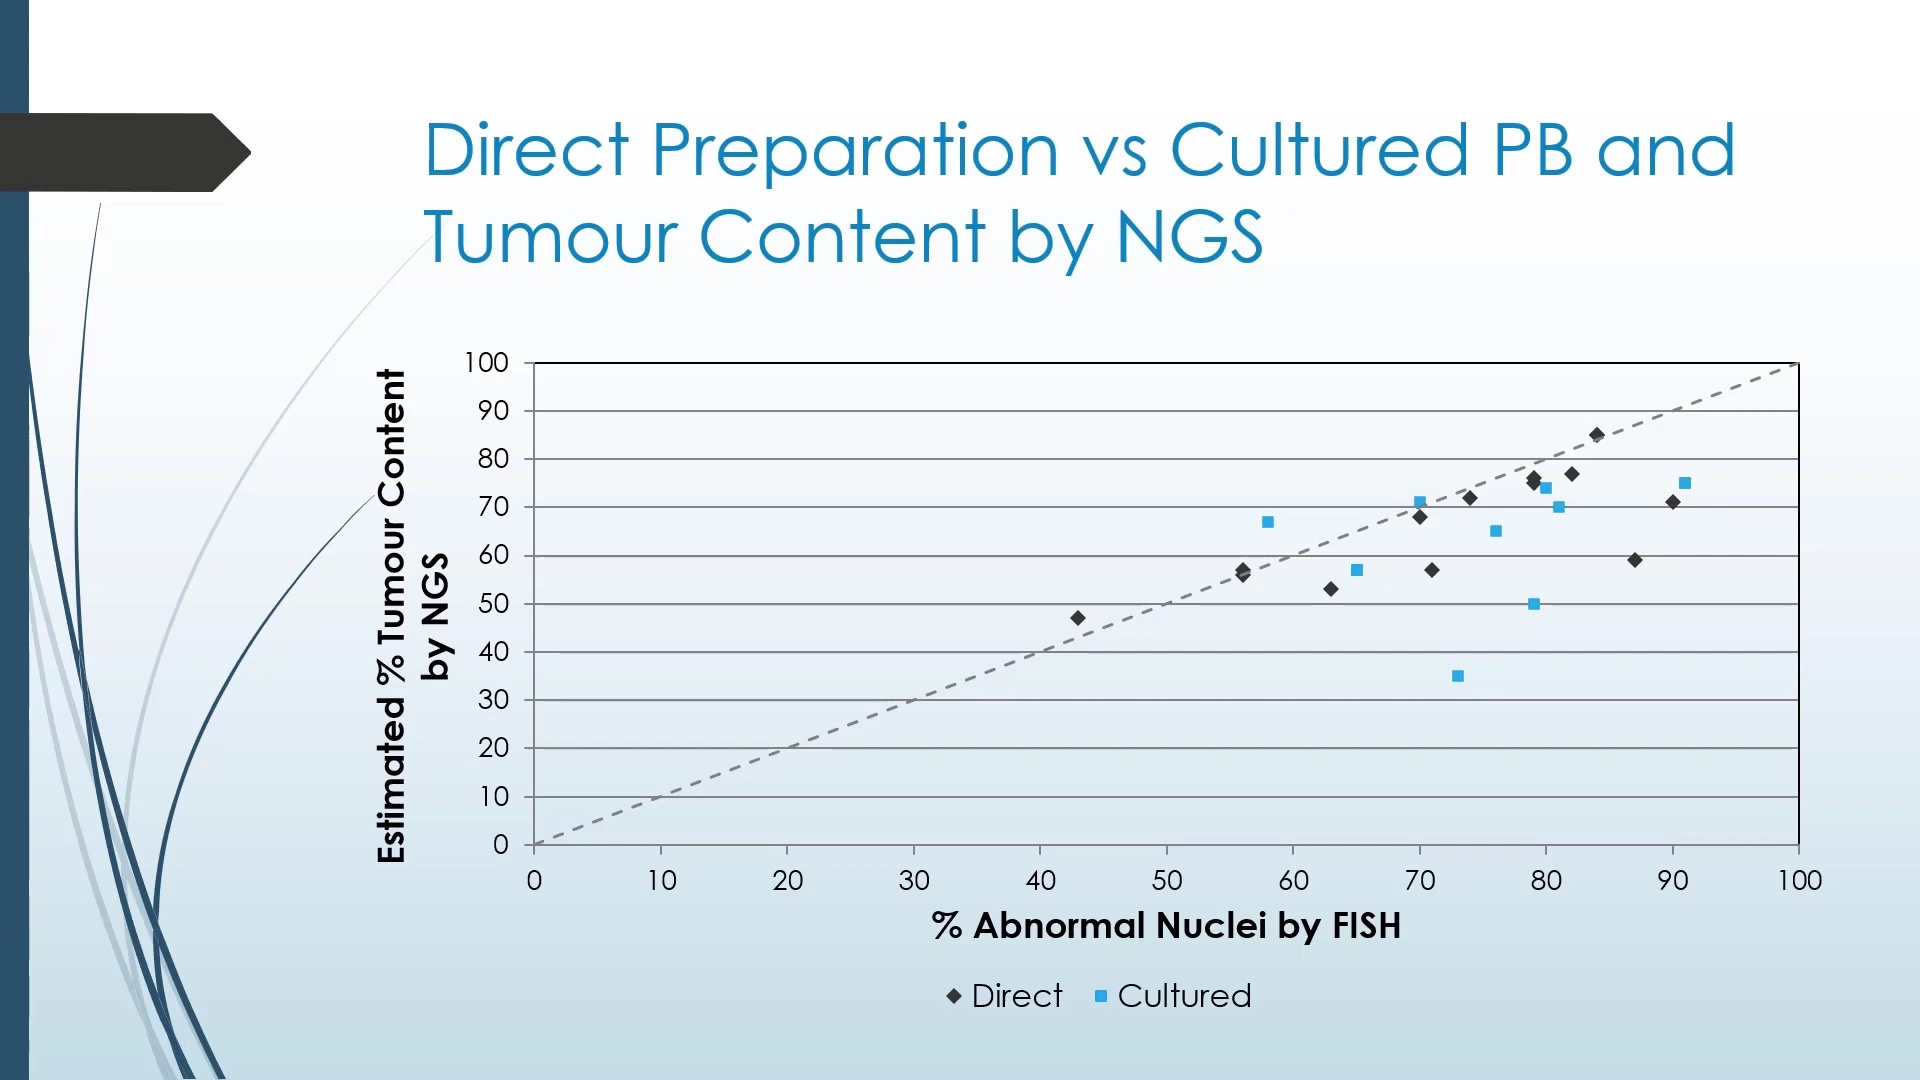 Direct Preparation vs Cultured PB and
Tumour Content by NGS
Estimated % Tumour Content
by NGS
100
90
80
70
60
50
40
30
20
10
0
0 10 20 30 40 50 60 70 80 90 100
% Abnormal Nuclei by FISH
Direct Cultured